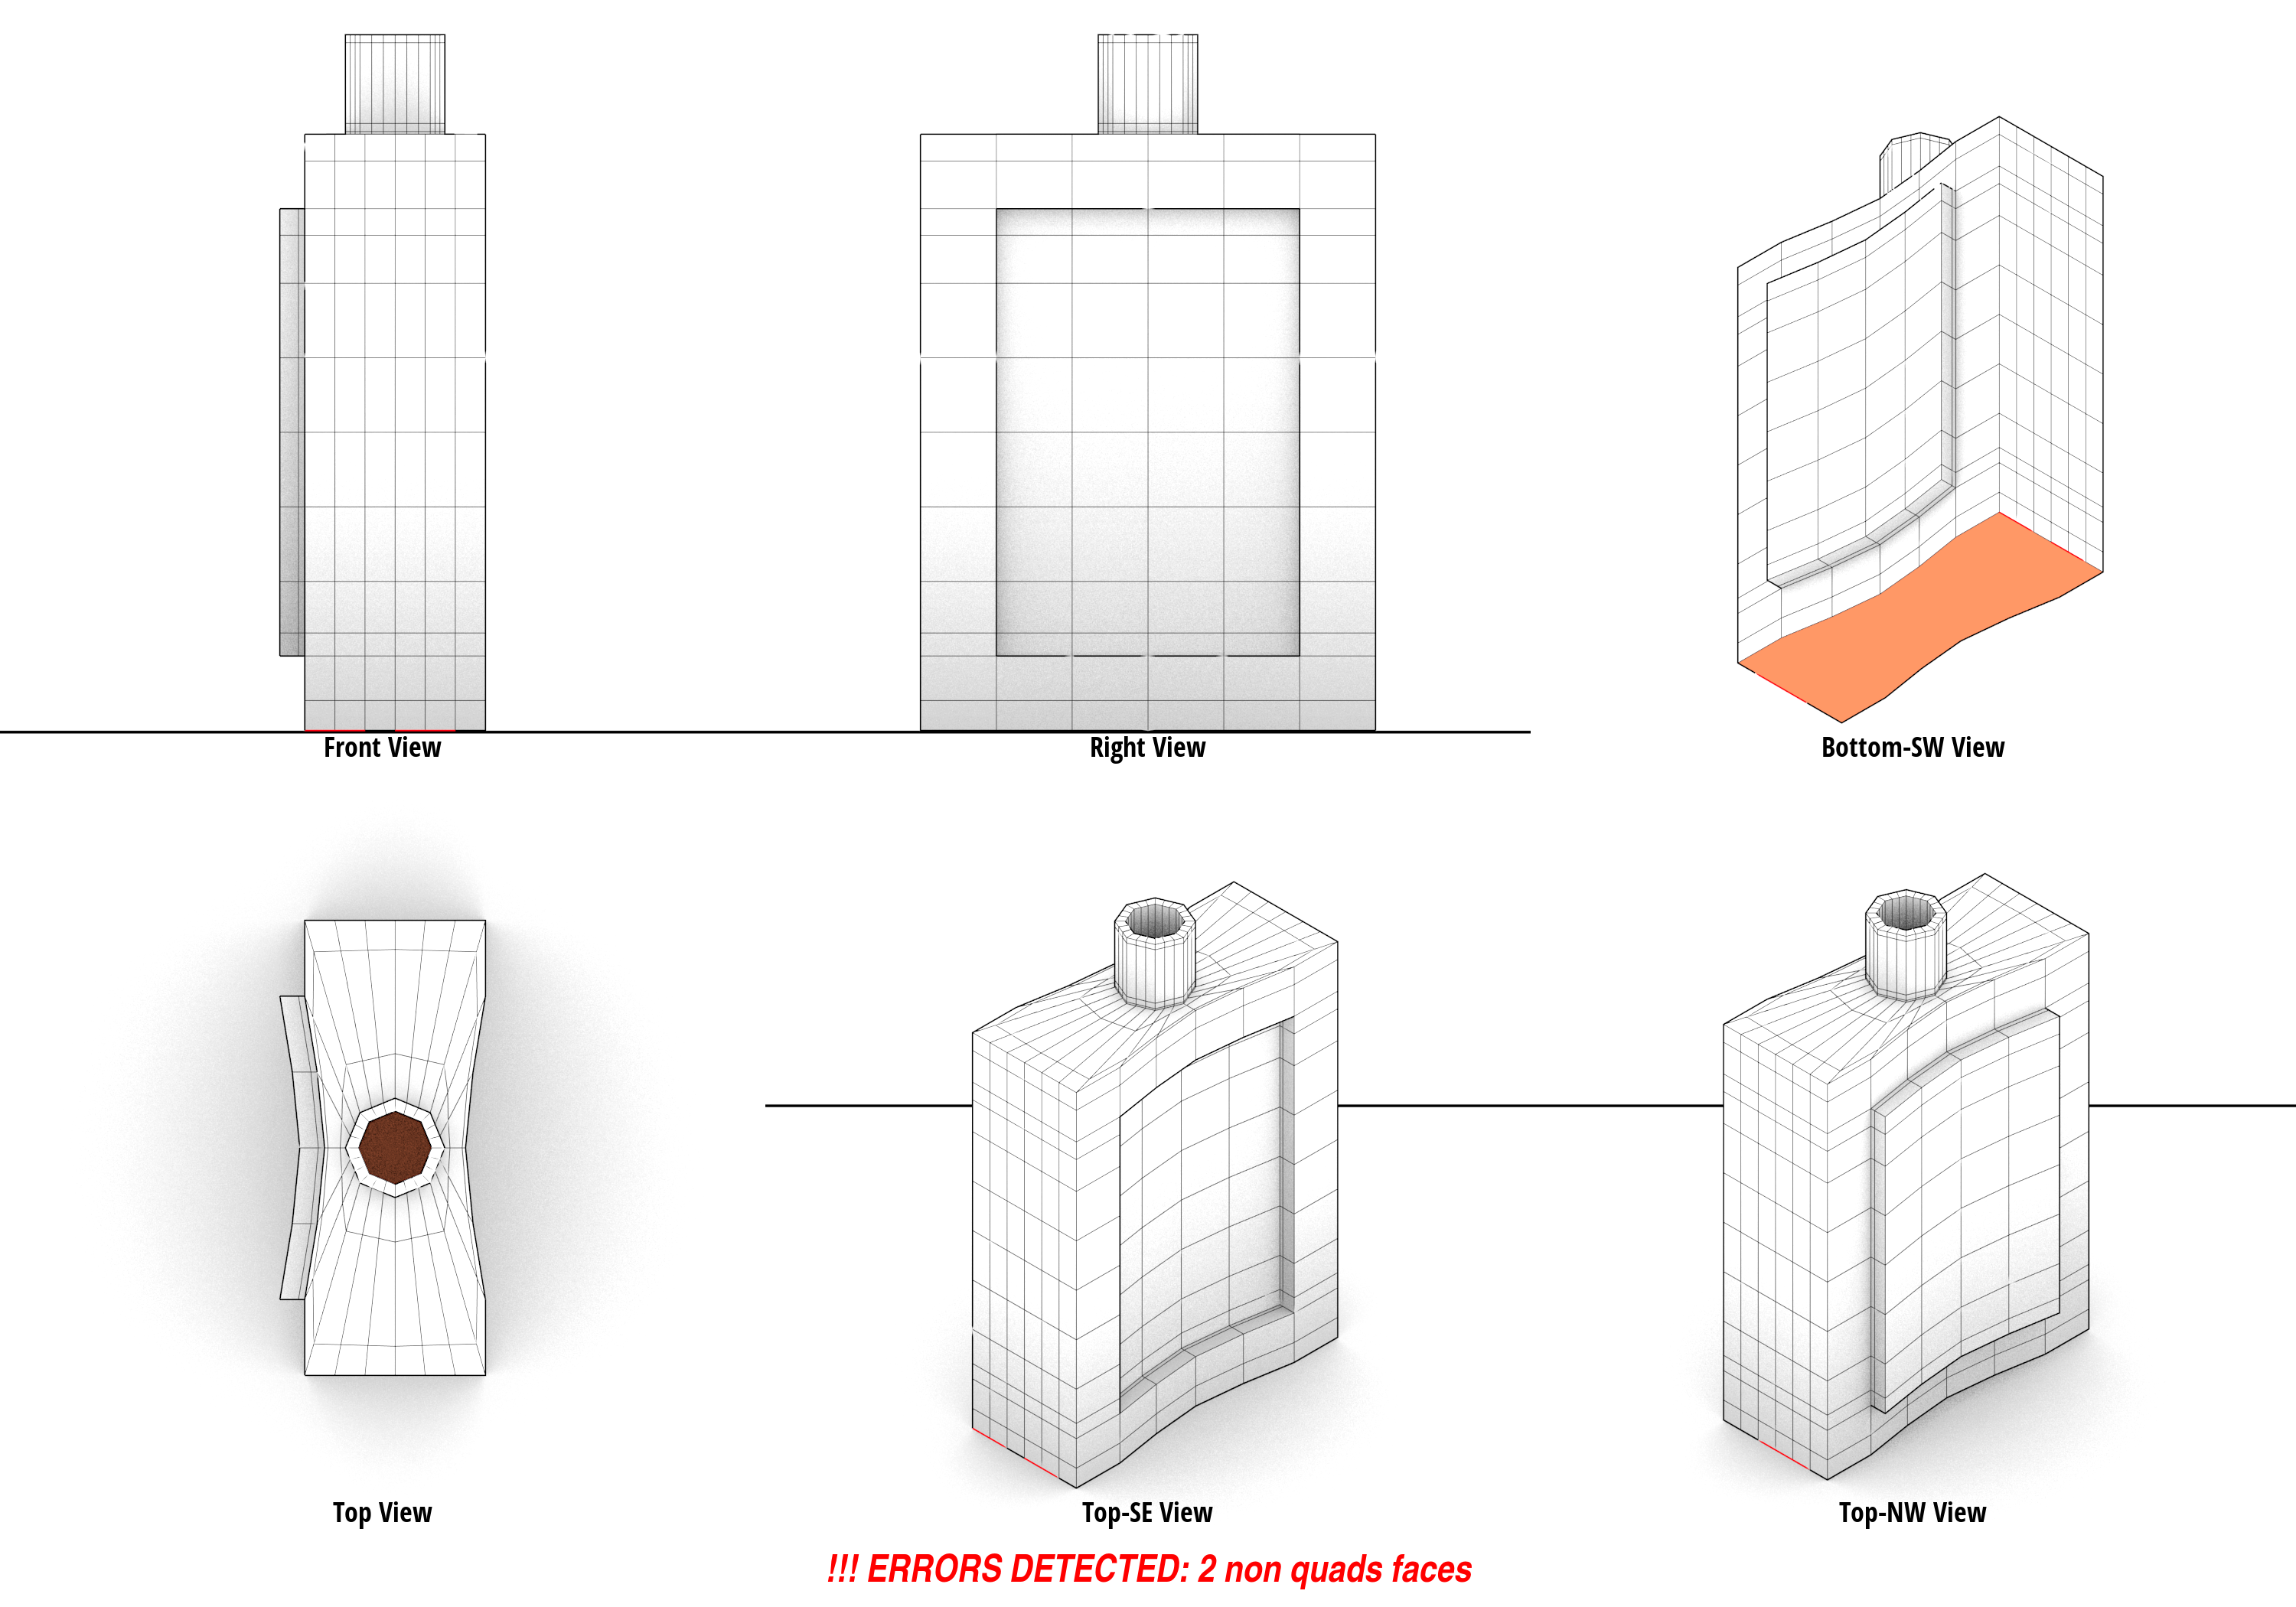 Front View
Right View
Bottom-SW View
Top View
Top-SE View
Top-NW View
!!! ERRORS DETECTED: 2 non quads faces